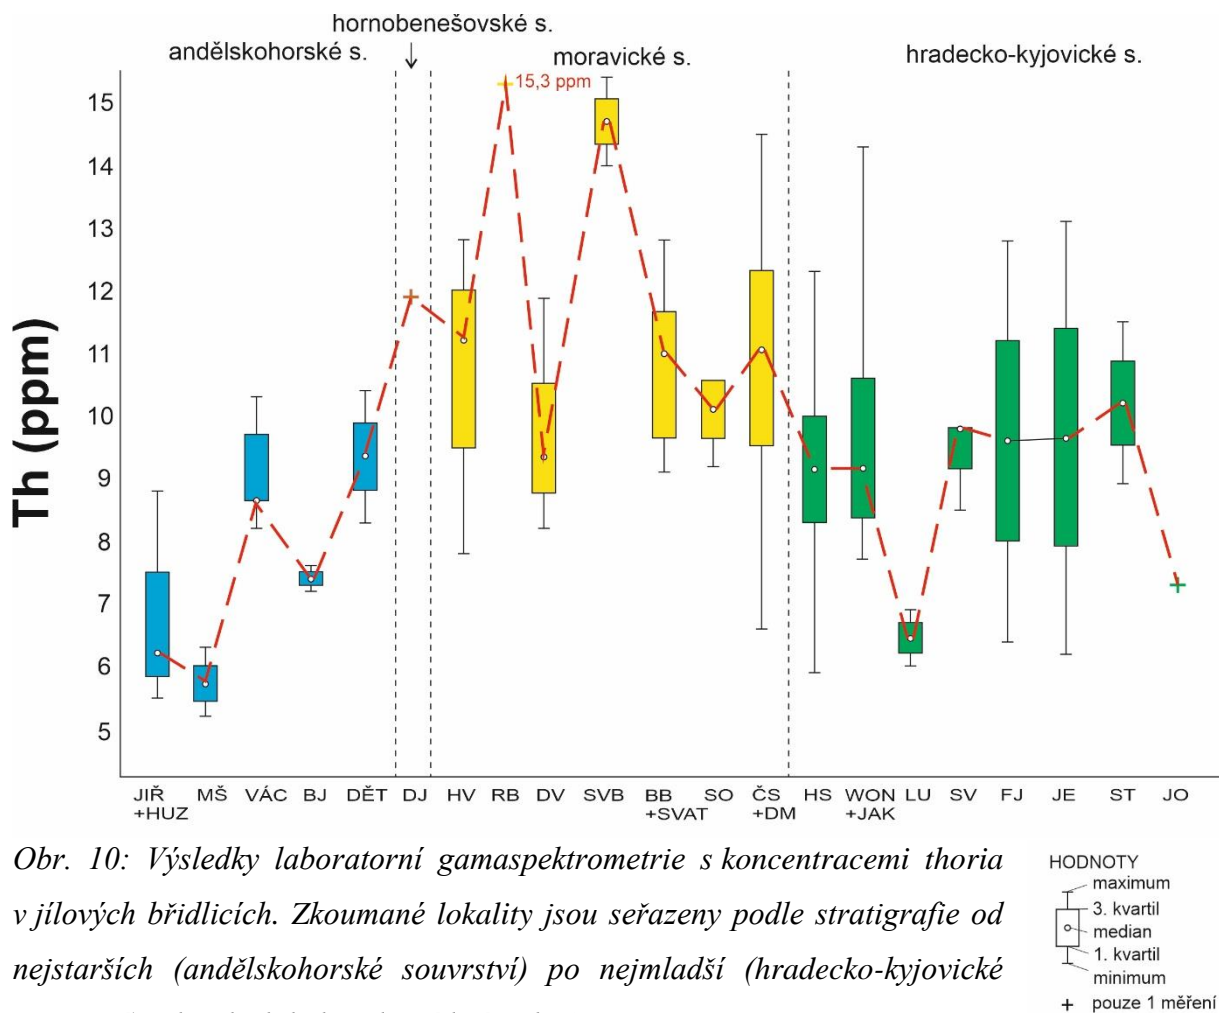 hornobenešovské s.
andělskohorské s.
moravické s.
hradecko-kyjovické s.
15,3 ppm
Th (ppm)
15
14
13
12
11
10
9
8
7
6
5
JIŘ MŠ VÁC BJ DĚT DJ HV RB DV SVB BB SO ČS HS WON LU SV FJ JE ST JO
+HUZ +SVAT +DM +JAK
Obr. 10: Výsledky laboratorní gamaspektrometrie s koncentracemi thoria
v jílových břidlicích. Zkoumané lokality jsou seřazeny podle stratigrafie od
nejstarších (andělskohorské souvrství) po nejmladší (hradecko-kyjovické
HODNOTY
maximum
3. kvartil
median
1. kvartil
minimum
+ pouze 1 měření